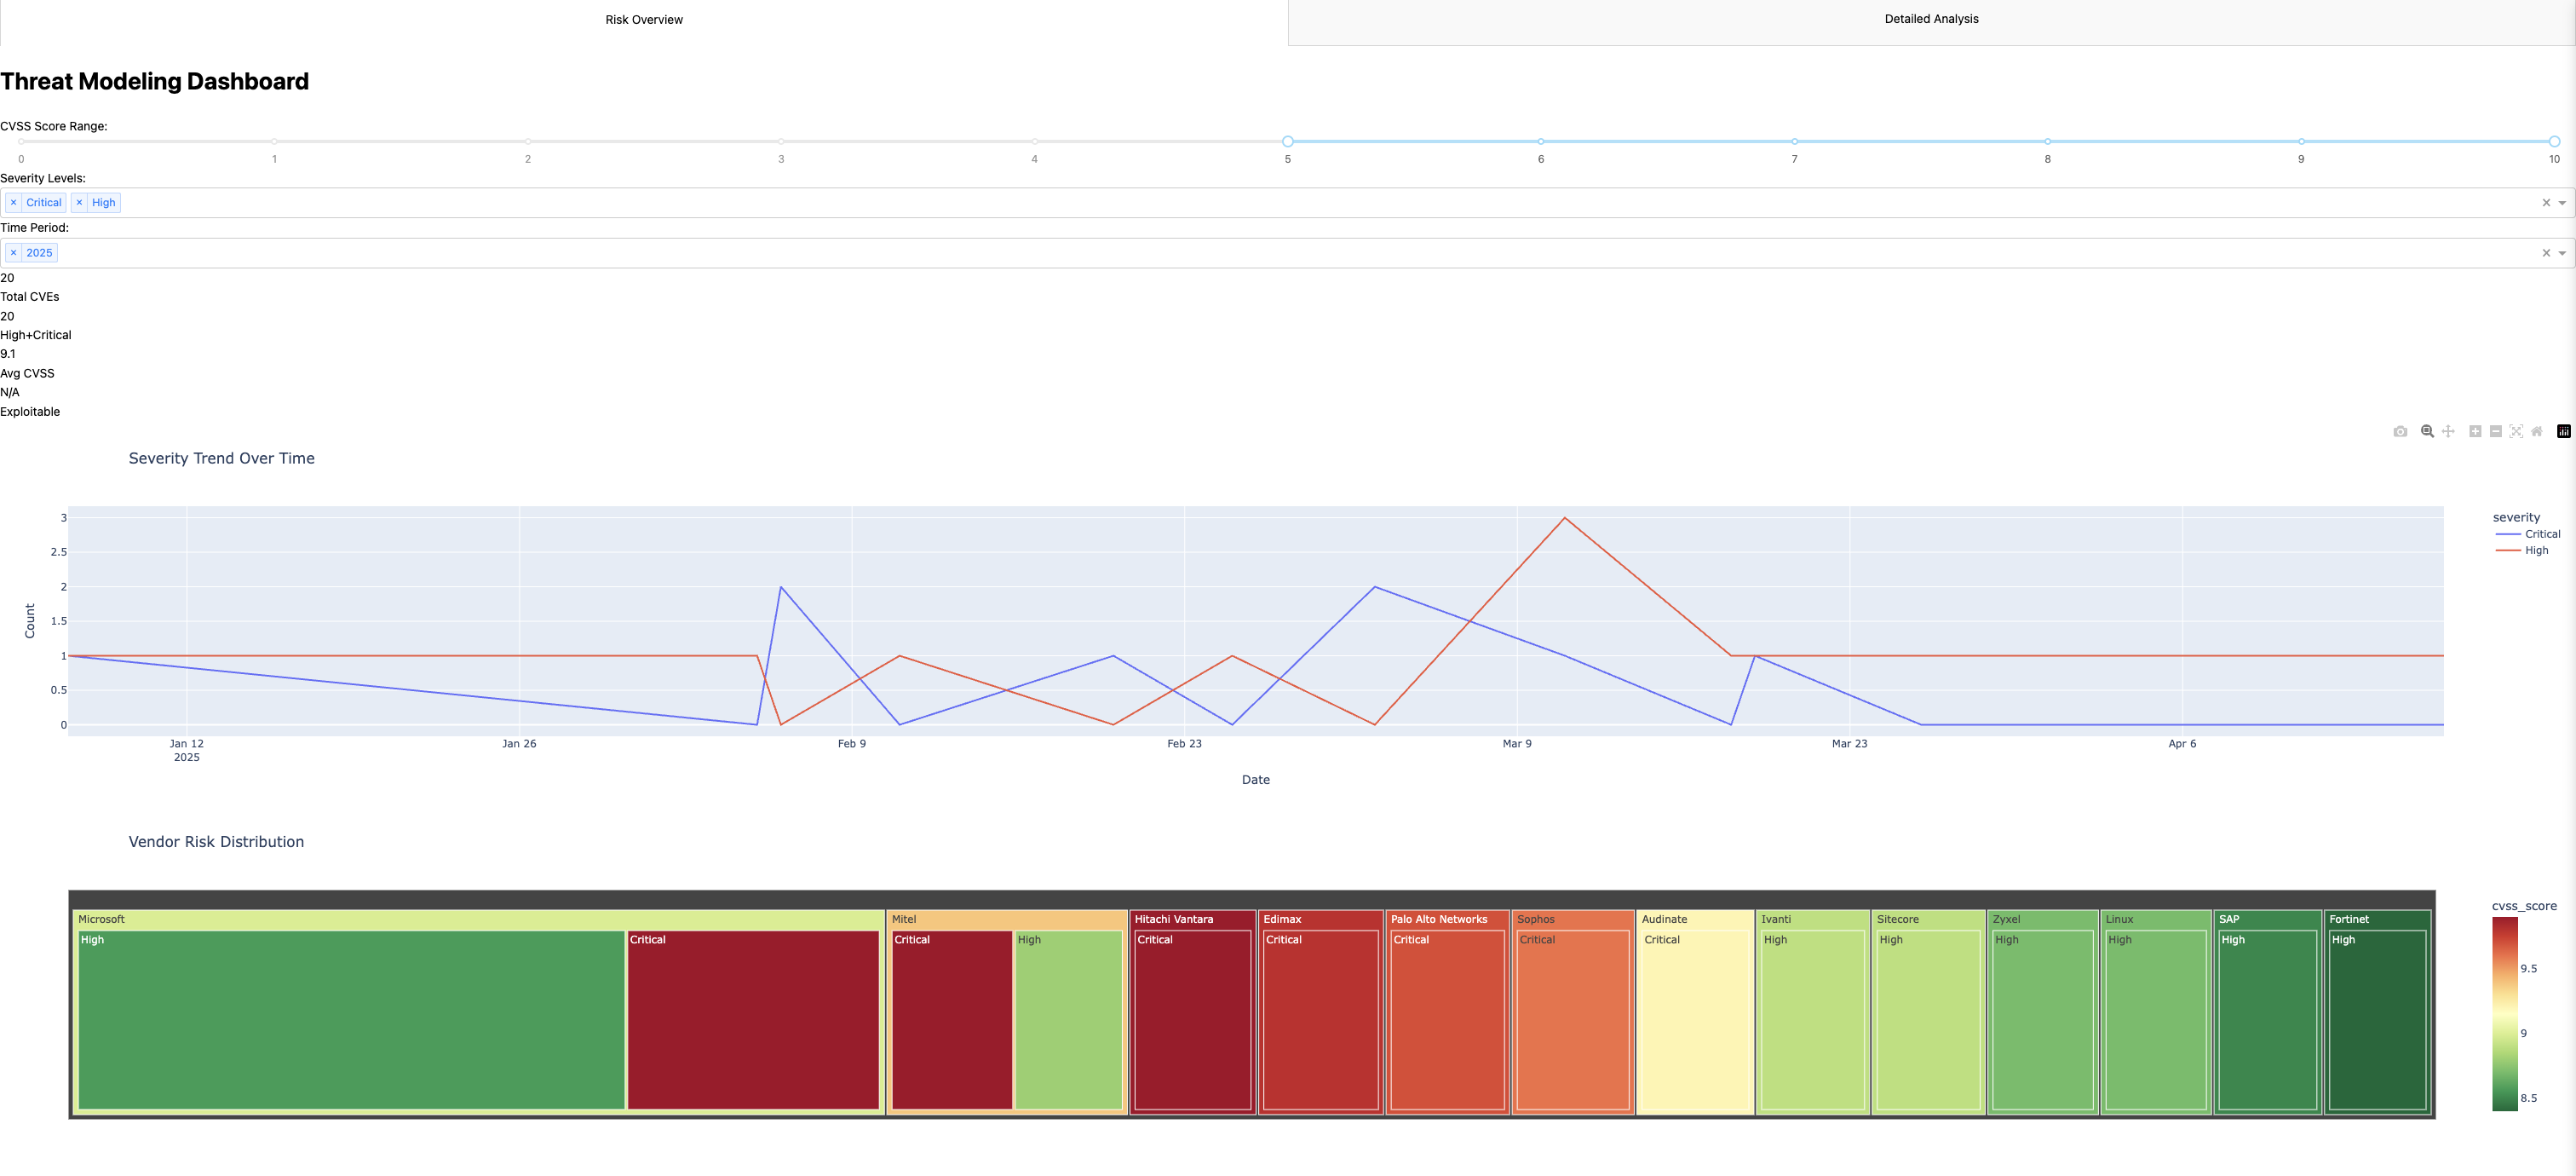 Risk Overview
Detailed Analysis
Threat Modeling Dashboard
CVSS Score Range:
0 1 2 3 4 5 6 7 8 9 10
Severity Levels:
× Critical × High ×
Time Period:
× 2025 ×
20
Total CVEs
20
High+Critical
9.1
Avg CVSS
N/A
Exploitable
Severity Trend Over Time
3
2.5
2
1.5
1
0.5
0
Count
Jan 12 Jan 26 Feb 9 Feb 23 Mar 9 Mar 23 Apr 6
2025
Date
severity
Critical
High
Vendor Risk Distribution
Microsoft Mitel Hitachi Vantara Edimax Palo Alto Networks Sophos Audinate Ivanti Sitecore Zyxel Linux SAP Fortinet
High Critical Critical High Critical Critical Critical Critical Critical High High High High High High
cvss_score
9.5
9
8.5